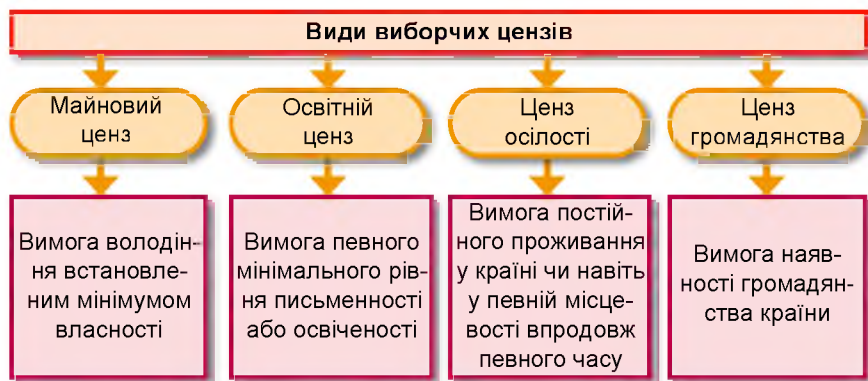 Види виборчих цензів
Майновий
ценз
Освітній
ценз
Ценз
осілості
Ценз
громадянства
Вимога володін-
ня встановле-
ним мінімумом
власності
Вимога певного
мінімального рів-
ня письменності
або освіченості
Вимога постій-
ного проживання
у країні чи навіть
у певній місце-
вості впродовж
певного часу
Вимога наяв-
ності громадян-
ства країни